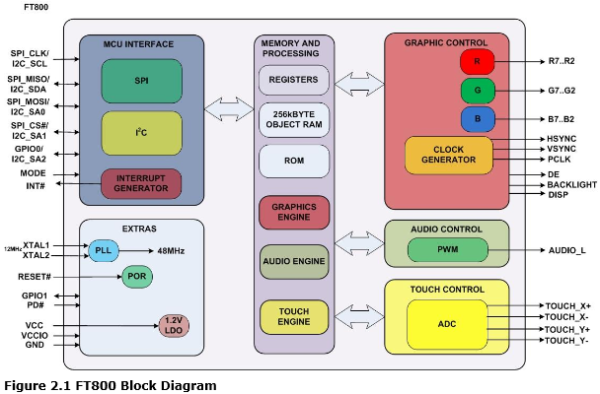 FT800
MCU INTERFACE
SPI_CLK/
I2C_SCL
SPI_MISO/
I2C_SDA
SPI_MOSI/
I2C_SA0
SPI_CS#/
I2C_SA1
GPIO0/
I2C_SA2
MODE
INT#
SPI
I²C
INTERRUPT
GENERATOR
EXTRAS
12MHz
XTAL1
XTAL2
PLL
48MHz
RESET#
POR
GPIO1
PD#
VCC
VCCIO
GND
1.2V
LDO
MEMORY AND
PROCESSING
REGISTERS
256kBYTE
OBJECT RAM
ROM
GRAPHICS
ENGINE
AUDIO ENGINE
TOUCH
ENGINE
GRAPHIC CONTROL
R
G
B
CLOCK
GENERATOR
R7..R2
G7..G2
B7..B2
HSYNC
VSYNC
PCLK
DE
BACKLIGHT
DISP
AUDIO CONTROL
PWM
AUDIO_L
TOUCH CONTROL
ADC
TOUCH_X+
TOUCH_X-
TOUCH_Y+
TOUCH_Y-
Figure 2.1 FT800 Block Diagram